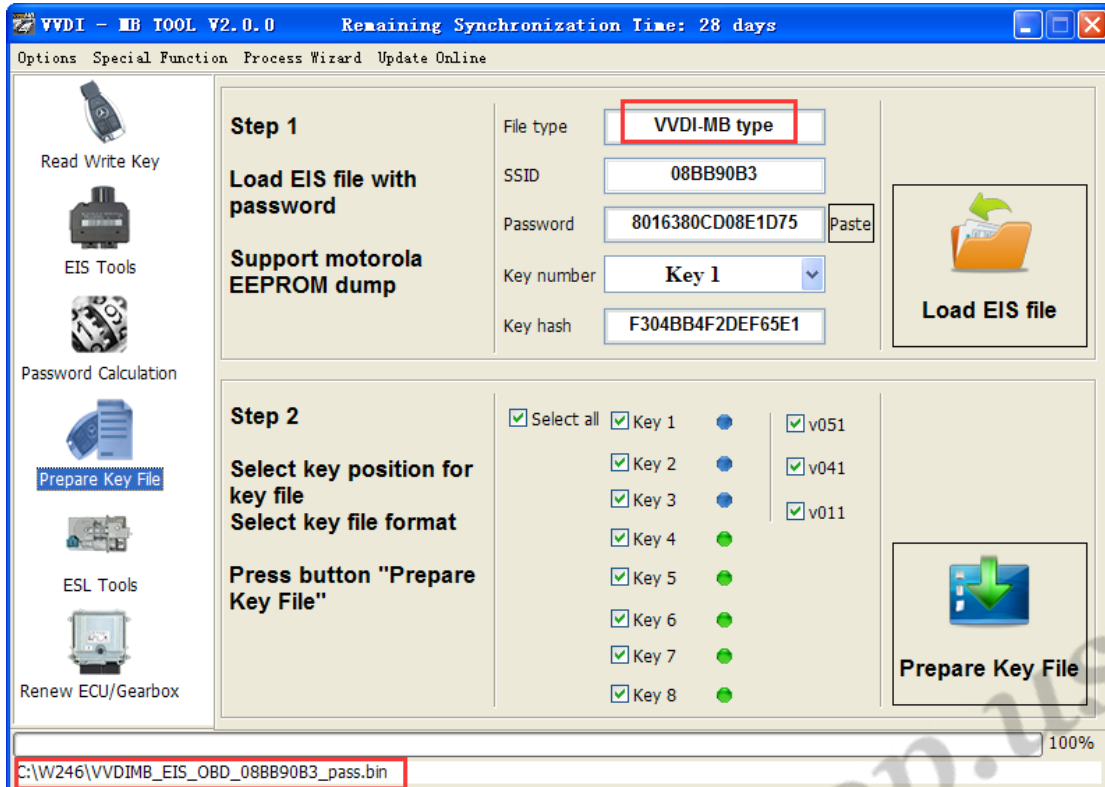 VVDI - MB TOOL V2.0.0 Remaining Synchronization Time: 28 days
Options Special Function Process Wizard Update Online
Read Write Key
EIS Tools
Password Calculation
Prepare Key File
ESL Tools
Renew ECU/Gearbox
Step 1
Load EIS file with
password
Support motorola
EEPROM dump
File type VVDI-MB type
SSID 08BB90B3
Password 8016380CD08E1D75 Paste
Key number Key 1
Key hash F304BB4F2DEF65E1
Load EIS file
Step 2
Select key position for
key file
Select key file format
Press button "Prepare
Key File"
Select all Key 1 v051
Key 2 v041
Key 3 v011
Key 4
Key 5
Key 6
Key 7
Key 8
Prepare Key File
100%
C:\W246\VVDIMB_EIS_OBD_08BB90B3_pass.bin